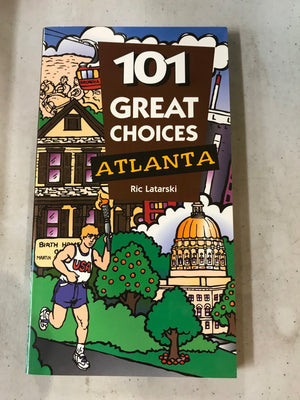 101
GREAT
CHOICES
ATLANTA
Ric Latarski
BIRTH HOME
MARTIN
USA